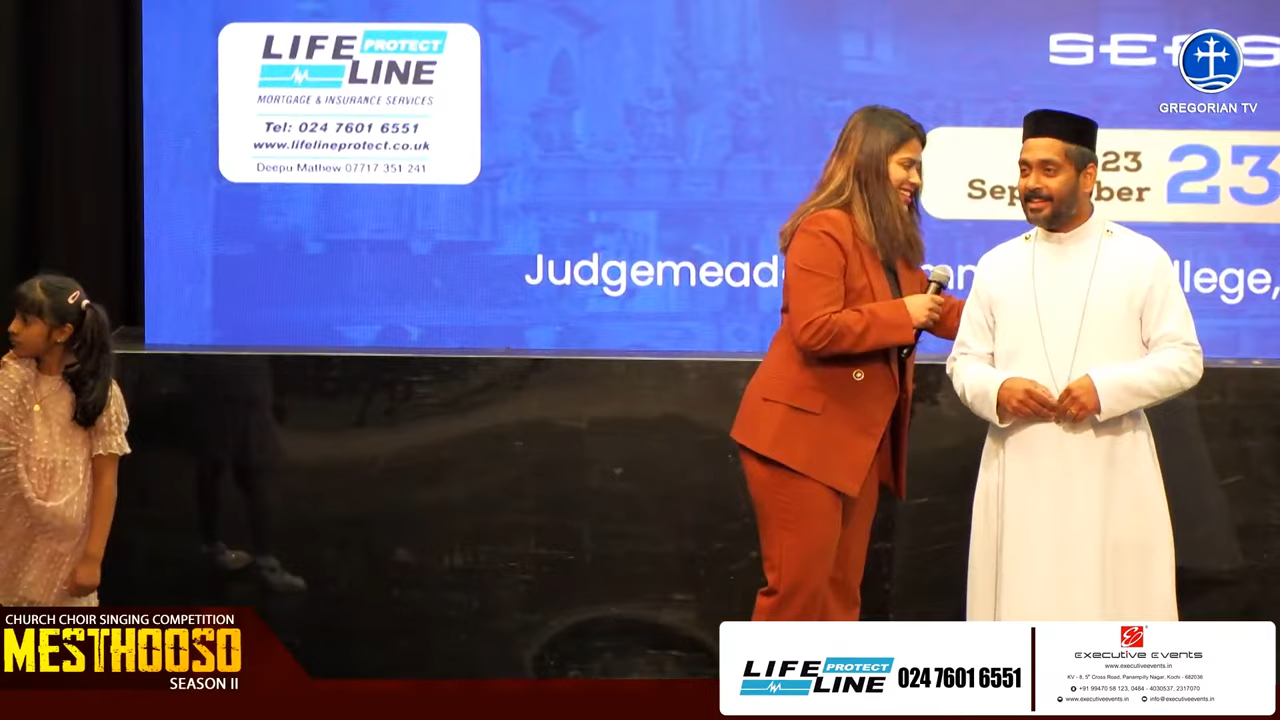 LIFE PROTECT
LINE
MORTGAGE & INSURANCE SERVICES
Tel: 024 7601 6551
www.lifelineprotect.co.uk
Deepu Mathew 07717 351 241
GREGORIAN TV
23
23
Judgemead
llege,
CHURCH CHOIR SINGING COMPETITION
MESTHOOSO
SEASON II
LIFE PROTECT
LINE
024 7601 6551
EXECUTIVE EVENTS
www.executiveevents.in
KV - 8, 5th Cross Road, Panampilly Nagar, Kochi - 682036
+91 99470 58 123, 0484 - 4030537, 2317070
www.executiveevents.in info@executiveevents.in